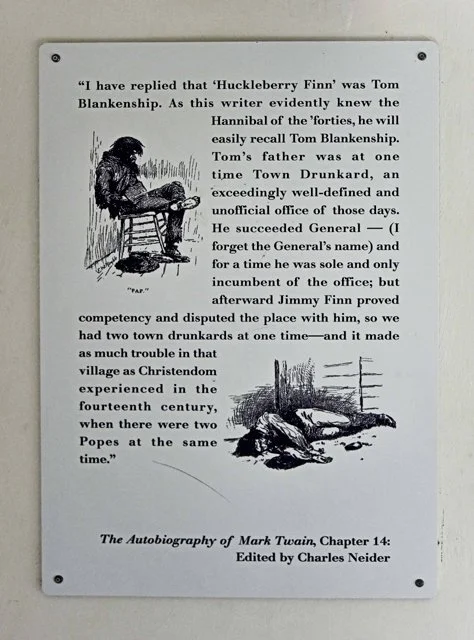 “I have replied that ‘Huckleberry Finn’ was Tom
Blankenship. As this writer evidently knew the
Hannibal of the ’forties, he will
easily recall Tom Blankenship.
Tom’s father was at one
time Town Drunkard, an
exceedingly well-defined and
unofficial office of those days.
He succeeded General — (I
forget the General’s name) and
for a time he was sole and only
incumbent of the office; but
afterward Jimmy Finn proved
"PAP."
competency and disputed the place with him, so we
had two town drunkards at one time—and it made
as much trouble in that
village as Christendom
experienced in the
fourteenth century,
when there were two
Popes at the same
time.”
The Autobiography of Mark Twain, Chapter 14:
Edited by Charles Neider